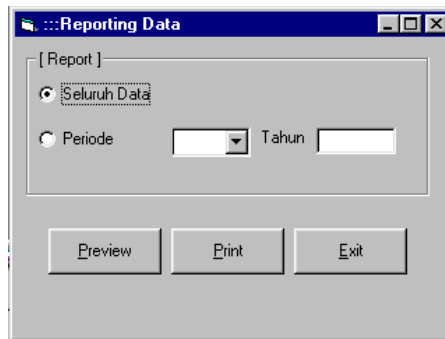 :::Reporting Data
[ Report ]
Seluruh Data
Periode Tahun
Preview Print Exit